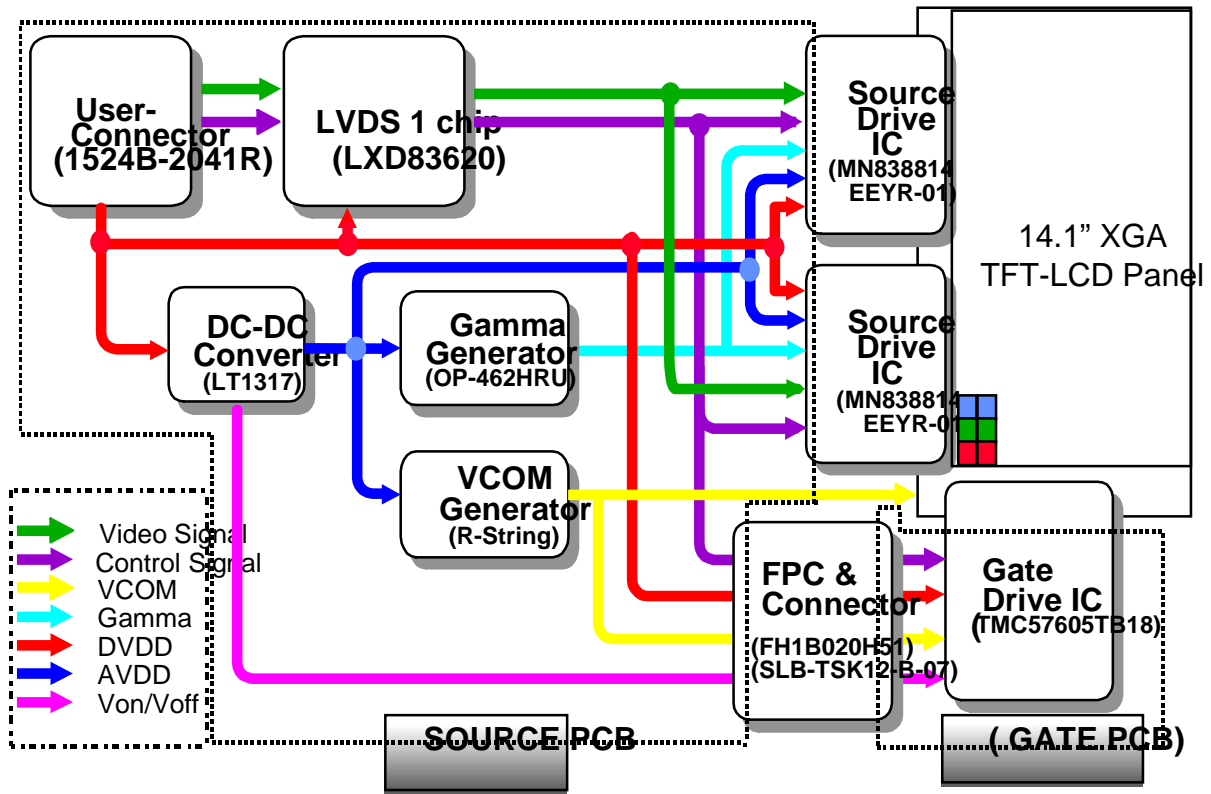 User-
Connector
(1524B-2041R)
LVDS 1 chip
(LXD83620)
Source
Drive
IC
(MN838814
EEYR-01)
14.1” XGA
TFT-LCD Panel
DC-DC
Converter
(LT1317)
Gamma
Generator
(OP-462HRU)
Source
Drive
IC
(MN838814
EEYR-01
VCOM
Generator
(R-String)
Video Signal
Control Signal
VCOM
Gamma
DVDD
AVDD
Von/Voff
FPC &
Connector
(FH1B020H51)
(SLB-TSK12-B-07)
Gate
Drive IC
(TMC57605TB18)
SOURCE PCB
( GATE PCB)